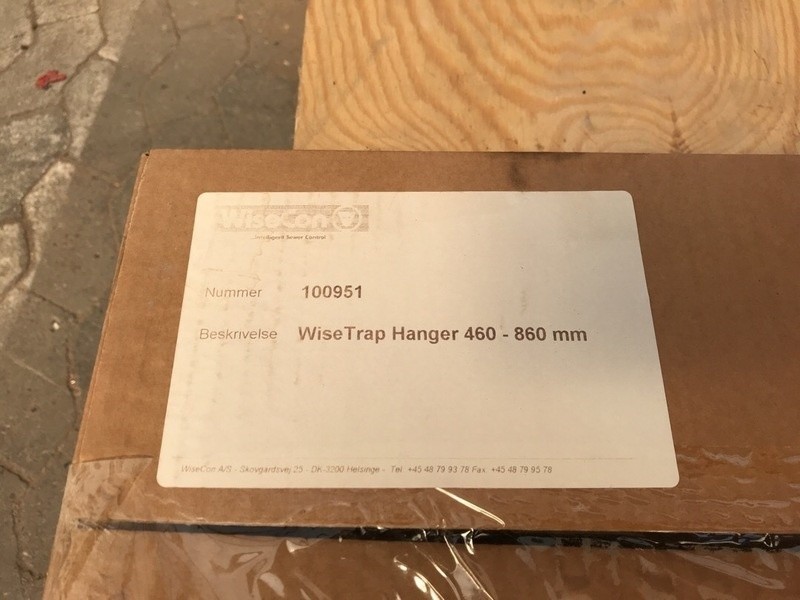 WiseCon
Intelligent Sewer Control
Nummer 100951
Beskrivelse WiseTrap Hanger 460 - 860 mm
WiseCon A/S - Skovgardsvej 25 - DK-3200 Helsinge - Tel. +45 48 79 93 78 Fax. +45 48 79 95 78